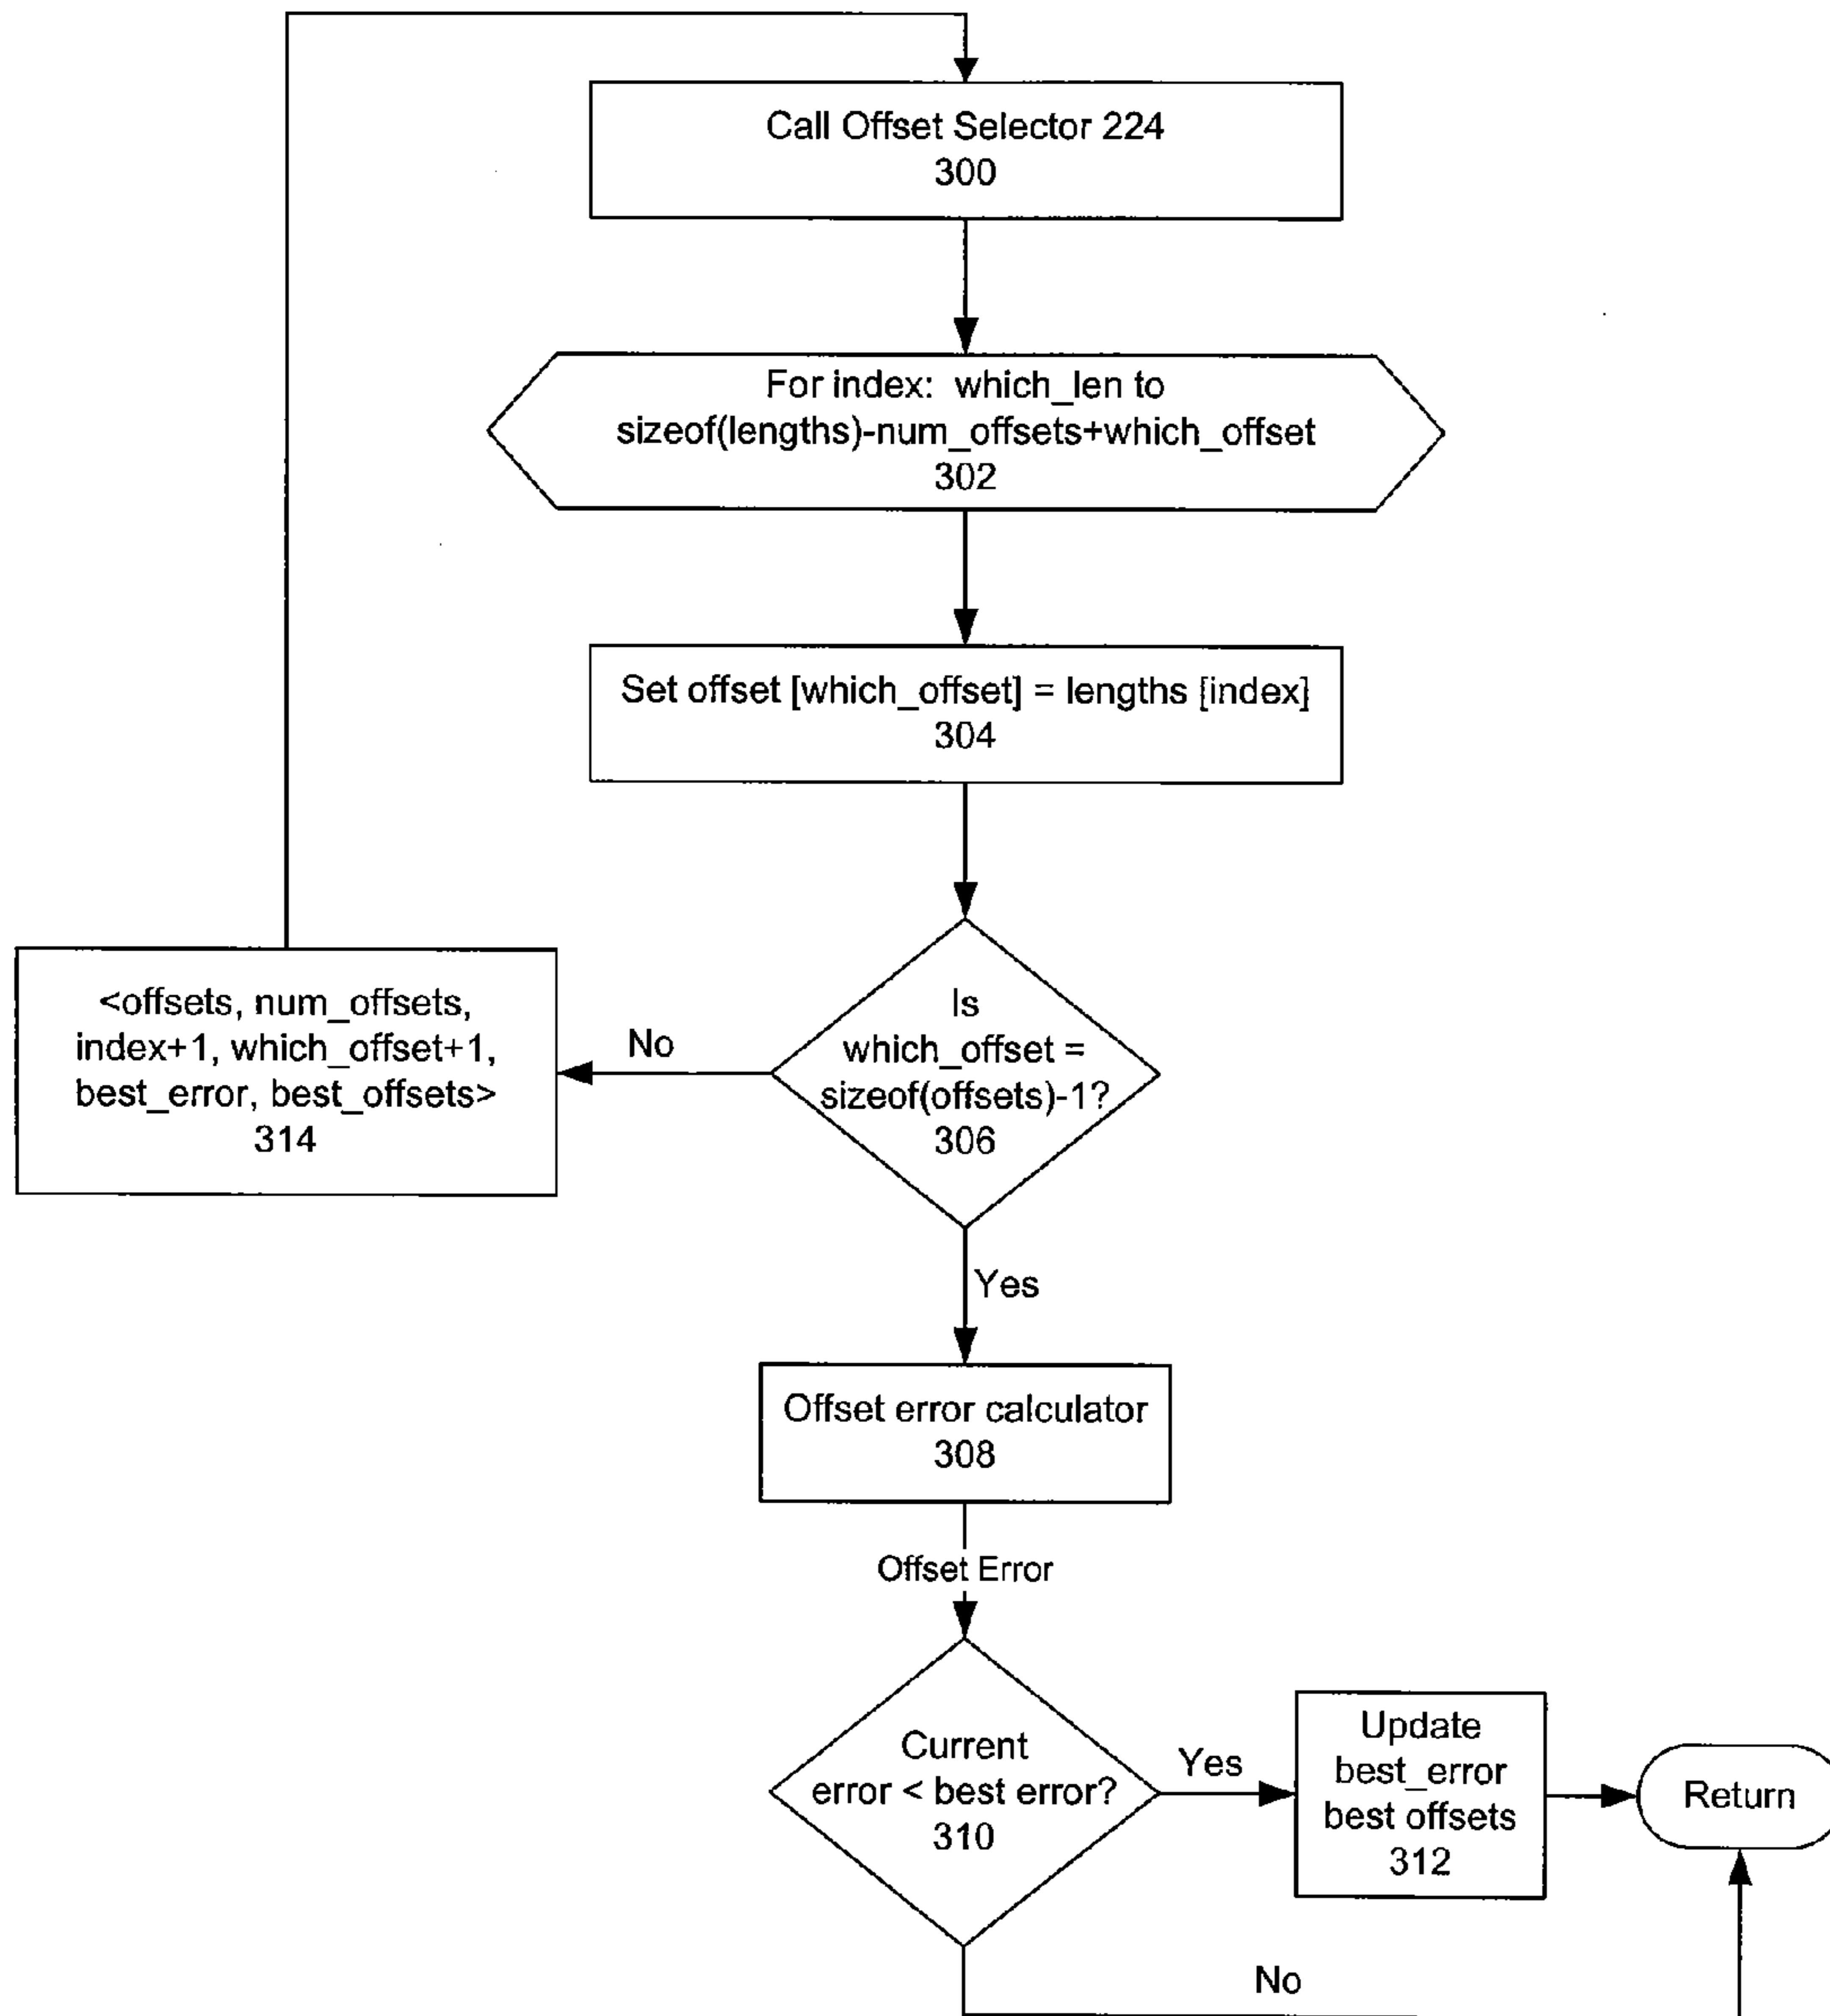 Call Offset Selector 224
300
For index:  which_len to
sizeof(lengths)-num_offsets+which_offset
302
Set offset [which_offset] = lengths [index]
304
Is
which_offset =
sizeof(offsets)-1?
306
No
<offsets, num_offsets,
index+1, which_offset+1,
best_error, best_offsets>
314
Yes
Offset error calculator
308
Offset Error
Current
error < best error?
310
Yes
Update
best_error
best offsets
312
Return
No